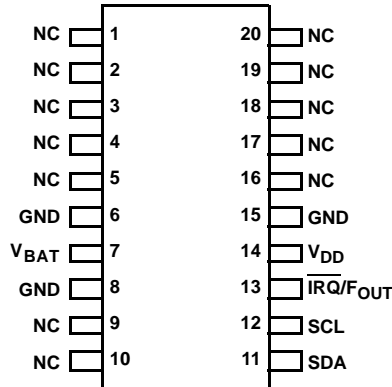 NC 1 20 NC
NC 2 19 NC
NC 3 18 NC
NC 4 17 NC
NC 5 16 NC
GND 6 15 GND
VBAT 7 14 VDD
GND 8 13 IRQ/FOUT
NC 9 12 SCL
NC 10 11 SDA